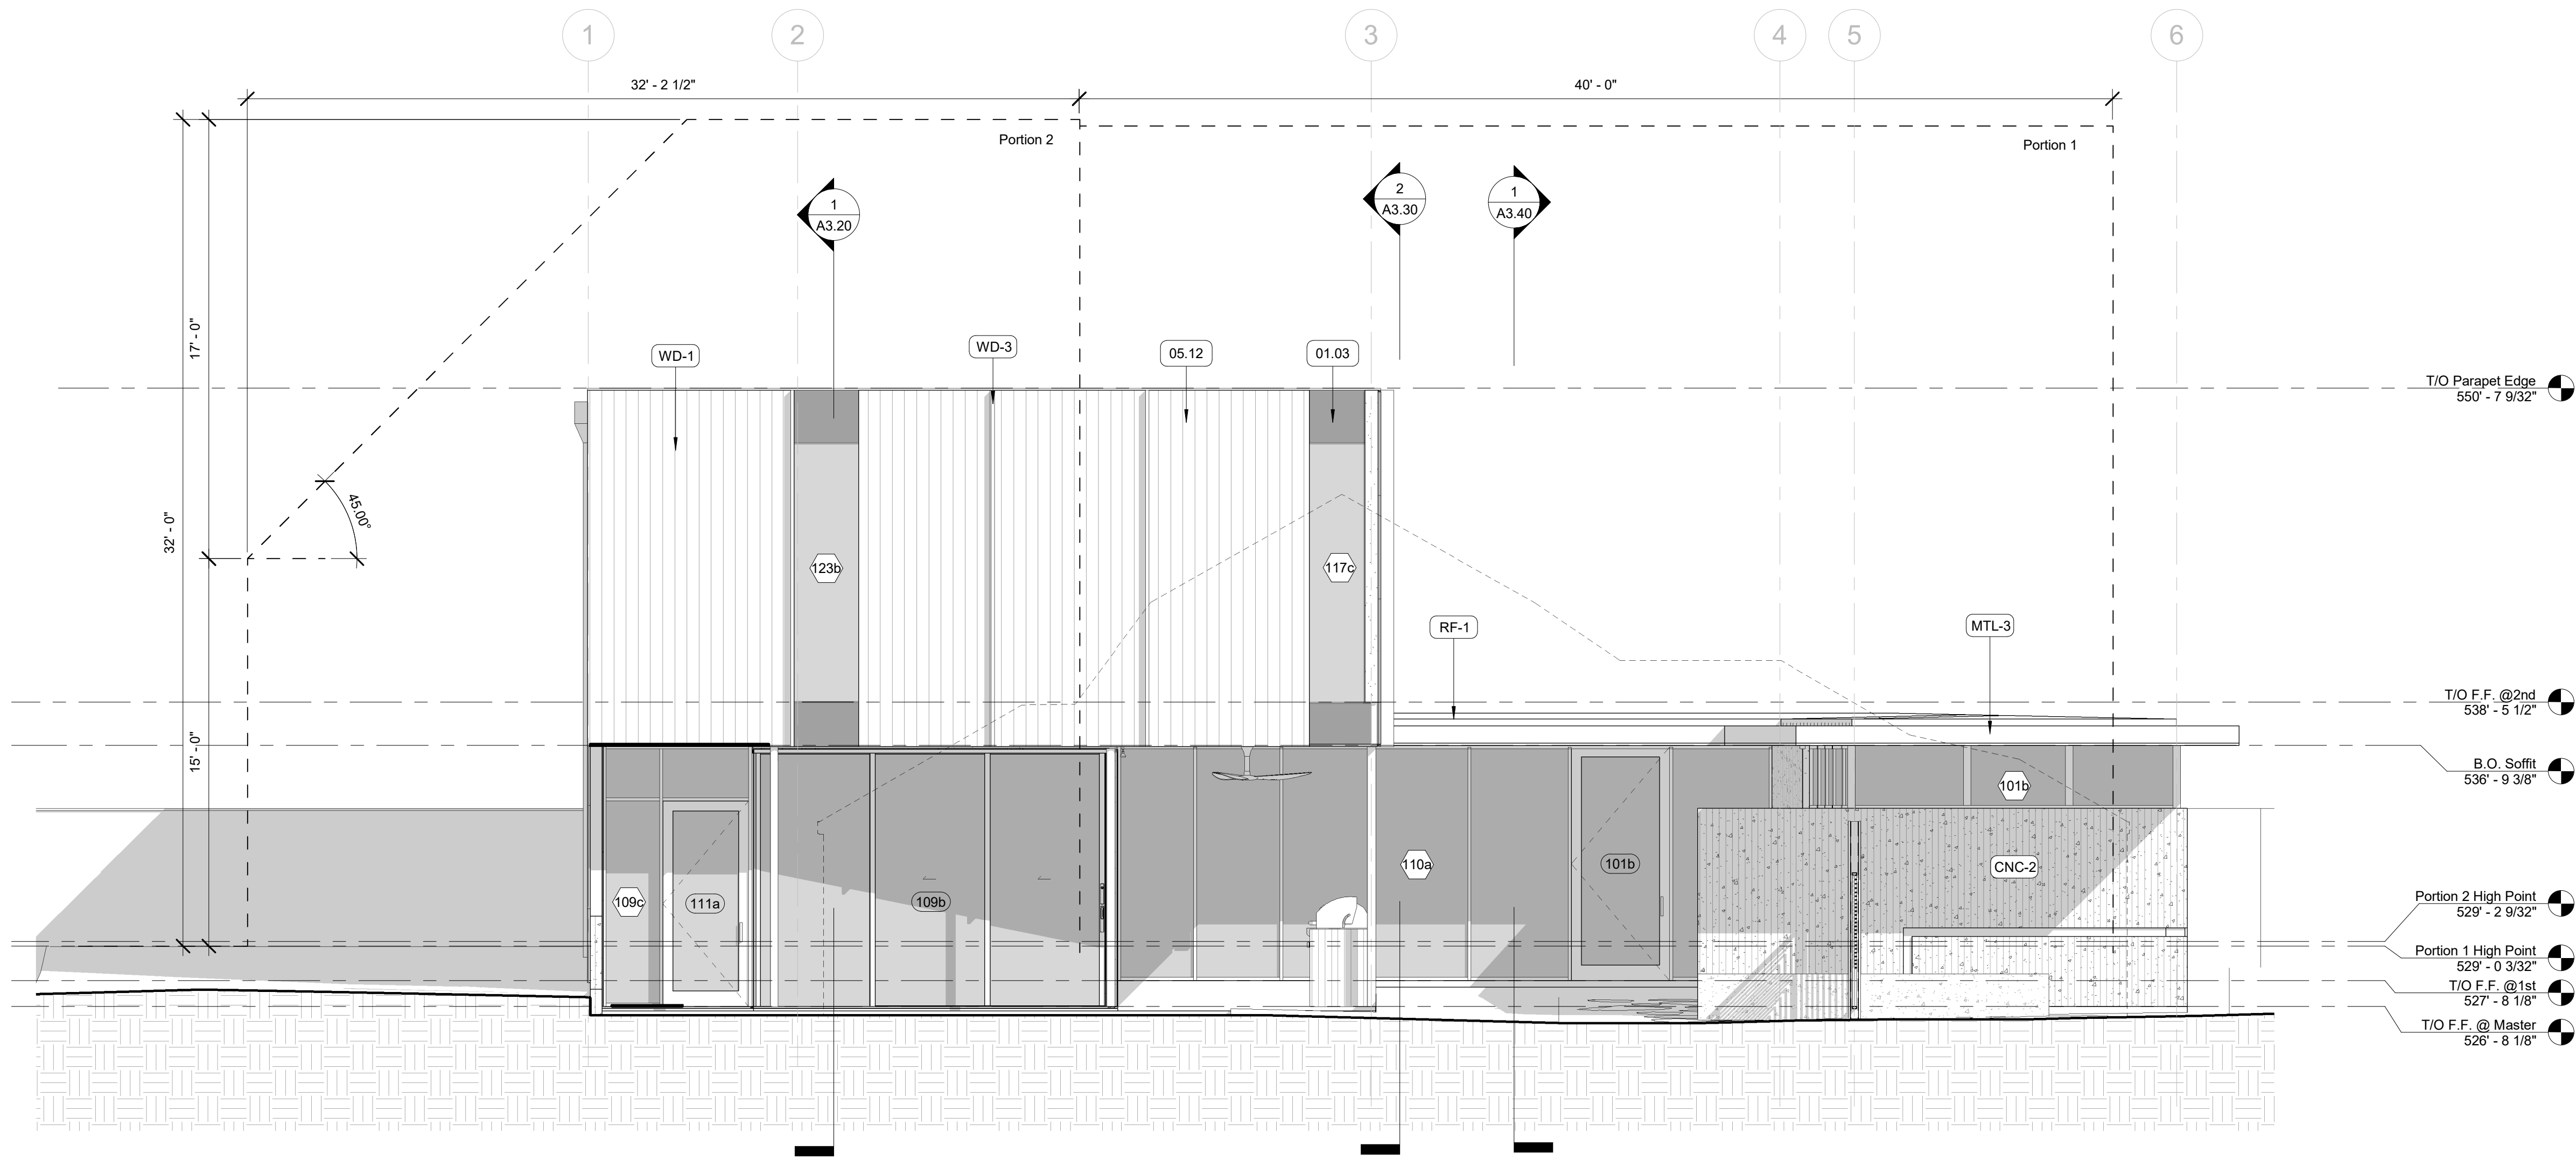 1
2
3
4
5
6
32' - 2 1/2"
40' - 0"
Portion 2
Portion 1
1
A3.20
2
A3.30
1
A3.40
17' - 0"
32' - 0"
15' - 0"
45.00°
WD-1
WD-3
05.12
01.03
T/O Parapet Edge
550' - 7 9/32"
123b
117c
RF-1
MTL-3
T/O F.F. @2nd
538' - 5 1/2"
B.O. Soffit
536' - 9 3/8"
101b
110a
101b
CNC-2
109c
111a
109b
Portion 2 High Point
529' - 2 9/32"
Portion 1 High Point
529' - 0 3/32"
T/O F.F. @1st
527' - 8 1/8"
T/O F.F. @ Master
526' - 8 1/8"